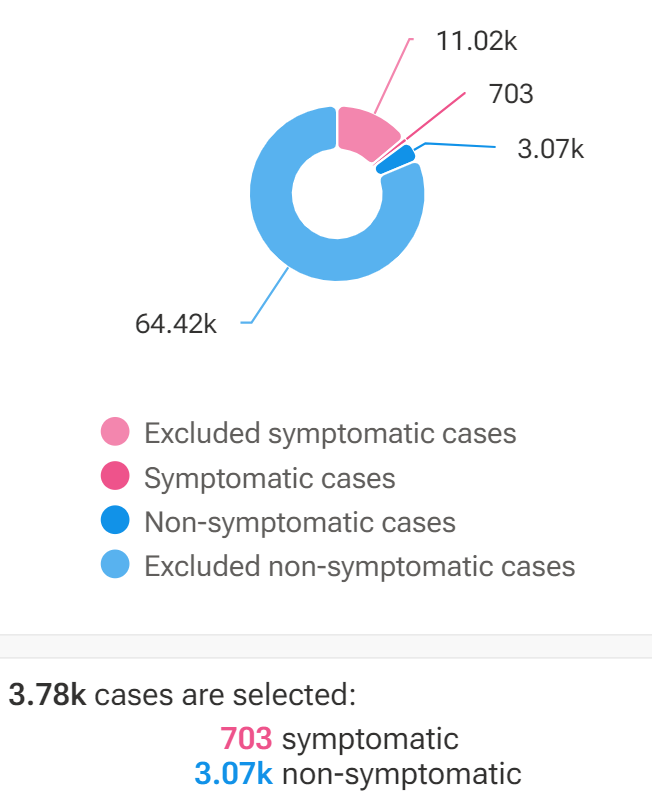 11.02k
703
3.07k
64.42k
Excluded symptomatic cases
Symptomatic cases
Non-symptomatic cases
Excluded non-symptomatic cases
3.78k cases are selected:
703 symptomatic
3.07k non-symptomatic